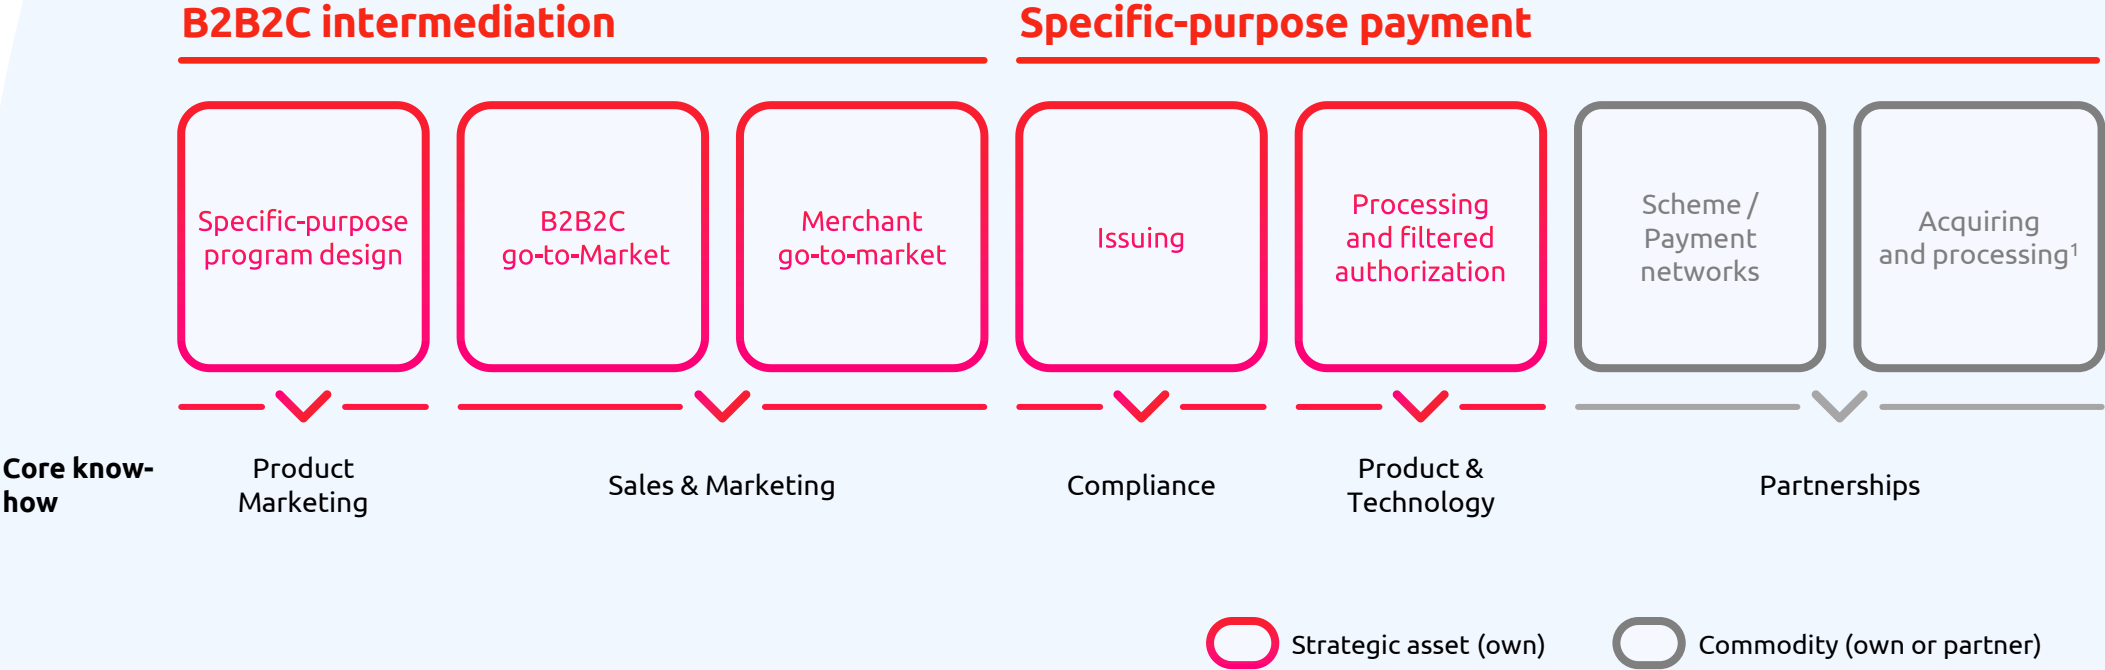 B2B2C intermediation
Specific-purpose payment
Specific-purpose
program design
B2B2C
go-to-Market
Merchant
go-to-market
Issuing
Processing
and filtered
authorization
Scheme /
Payment
networks
Acquiring
and processing¹
Core know-
how
Product
Marketing
Sales & Marketing
Compliance
Product &
Technology
Partnerships
Strategic asset (own)
Commodity (own or partner)